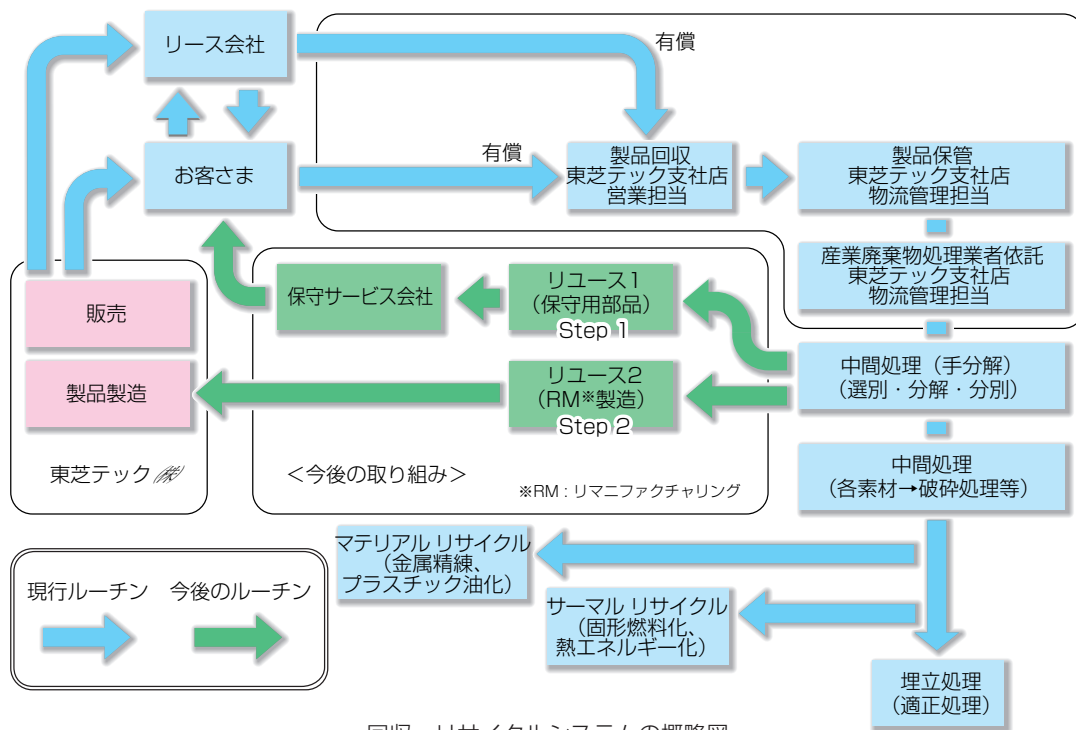 リース会社
有償
お客さま
有償
製品回収
東芝テック支社店
営業担当
製品保管
東芝テック支社店
物流管理担当
産業廃棄物処理業者依託
東芝テック支社店
物流管理担当
販売
保守サービス会社
リユース1
（保守用部品）
Step 1
中間処理（手分解）
（選別・分解・分別）
製品製造
リユース2
（RM※製造）
Step 2
東芝テック㈱
＜今後の取り組み＞
※RM：リマニファクチャリング
中間処理
（各素材→破砕処理等）
マテリアル リサイクル
（金属精練、
プラスチック油化）
現行ルーチン　今後のルーチン
サーマル リサイクル
（固形燃料化、
熱エネルギー化）
埋立処理
（適正処理）